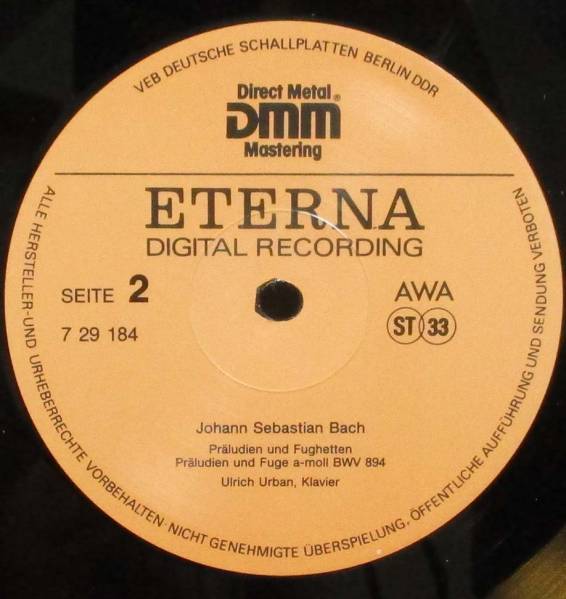 VEB DEUTSCHE SCHALLPLATTEN BERLIN DDR
Direct Metal
DMM®
Mastering
ETERNA
DIGITAL RECORDING
SEITE 2
AWA
7 29 184
ST 33
Johann Sebastian Bach
Präludien und Fughetten
Präludien und Fuge a-moll BWV 894
Ulrich Urban, Klavier
ALLE HERSTELLER-UND URHEBERRECHTE VORBEHALTEN·NICHT GENEHMIGTE ÜBERSPIELUNG, ÖFFENTLICHE AUFFÜHRUNG UND SENDUNG VERBOTEN